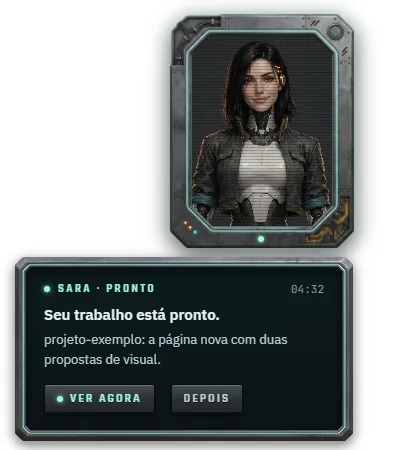 SARA · PRONTO
04:32
Seu trabalho está pronto.
projeto-exemplo: a página nova com duas
propostas de visual.
VER AGORA
DEPOIS